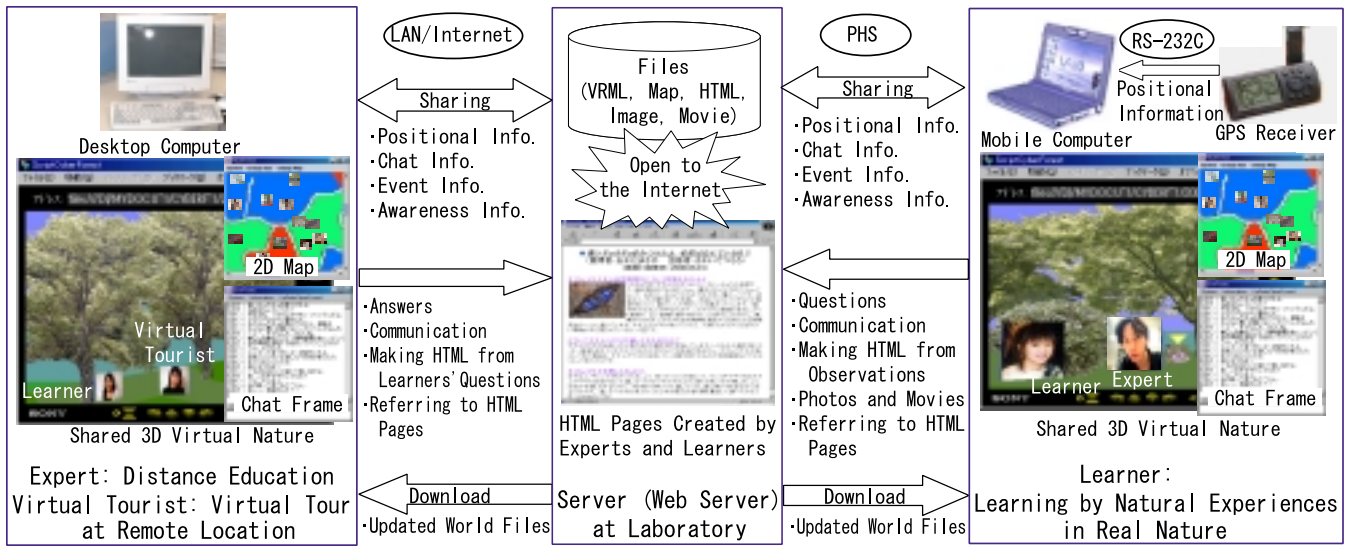 Desktop Computer
ScriptCyberForest
2D Map
Virtual
Tourist
Learner
Chat Frame
SONY
Shared 3D Virtual Nature
Expert: Distance Education
Virtual Tourist: Virtual Tour
at Remote Location
LAN/Internet
Sharing
・Positional Info.
・Chat Info.
・Event Info.
・Awareness Info.
・Answers
・Communication
・Making HTML from
Learners'Questions
・Referring to HTML
Pages
Download
・Updated World Files
Files
(VRML, Map, HTML,
Image, Movie)
Open to
the Internet
HTML Pages Created by
Experts and Learners
Server (Web Server)
at Laboratory
PHS
Sharing
・Positional Info.
・Chat Info.
・Event Info.
・Awareness Info.
・Questions
・Communication
・Making HTML from
Observations
・Photos and Movies
・Referring to HTML
Pages
Download
・Updated World Files
RS-232C
Positional
Information
Mobile Computer
GPS Receiver
ScriptCyberForest
2D Map
Learner
Expert
Chat Frame
SONY
Shared 3D Virtual Nature
Learner:
Learning by Natural Experiences
in Real Nature